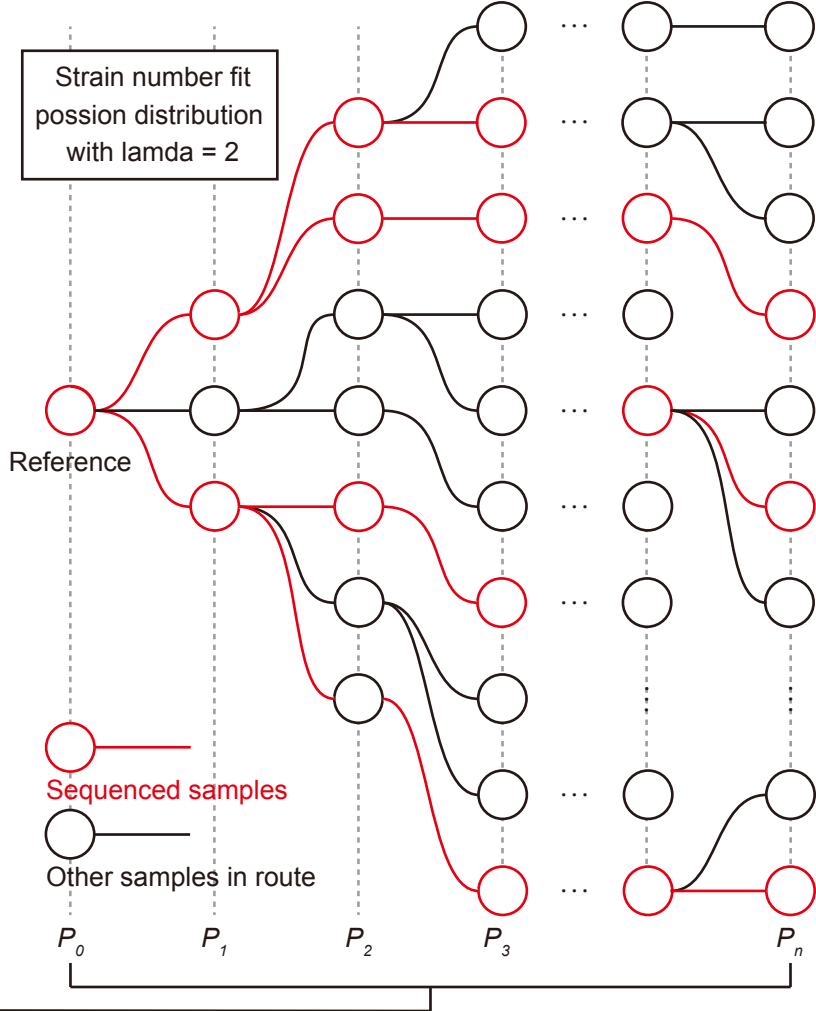 Strain number fit
possion distribution
with lamda = 2
...
...
...
...
Reference
...
...
...
...
Sequenced samples
...
Other samples in route
...
P0 P1 P2 P3 Pn